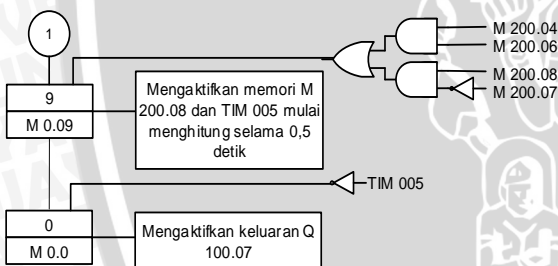 1
M 200.04
M 200.06
M 200.08
M 200.07
9
M 0.09
Mengaktifkan memori M
200.08 dan TIM 005 mulai
menghitung selama 0,5
detik
TIM 005
0
M 0.0
Mengaktifkan keluaran Q
100.07